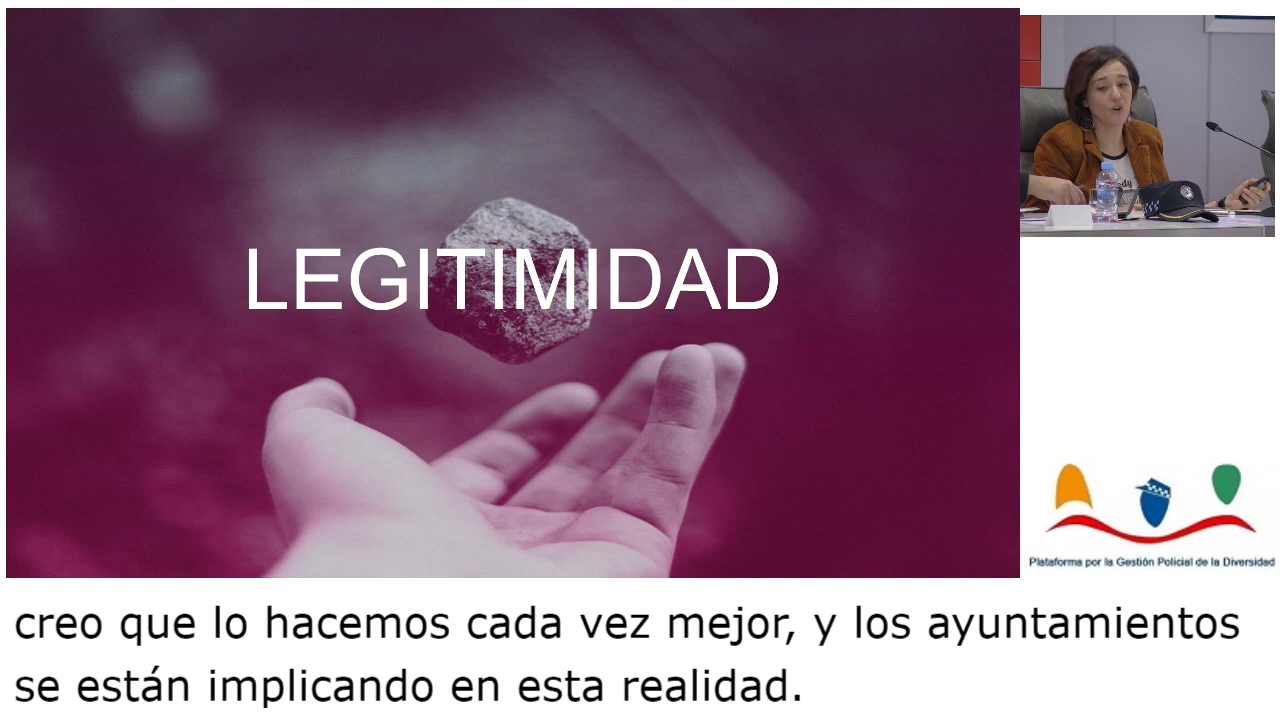 LEGITIMIDAD
Plataforma por la Gestión Policial de la Diversidad
creo que lo hacemos cada vez mejor, y los ayuntamientos
se están implicando en esta realidad.